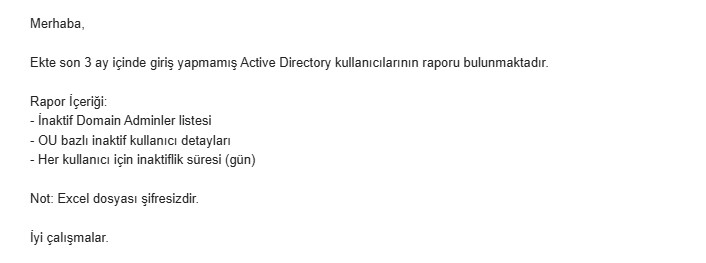 Merhaba,
Ekte son 3 ay içinde giriş yapmamış Active Directory kullanıcılarının raporu bulunmaktadır.
Rapor İçeriği:
- İnaktif Domain Adminler listesi
- OU bazlı inaktif kullanıcı detayları
- Her kullanıcı için inaktiflik süresi (gün)
Not: Excel dosyası şifresizdir.
İyi çalışmalar.